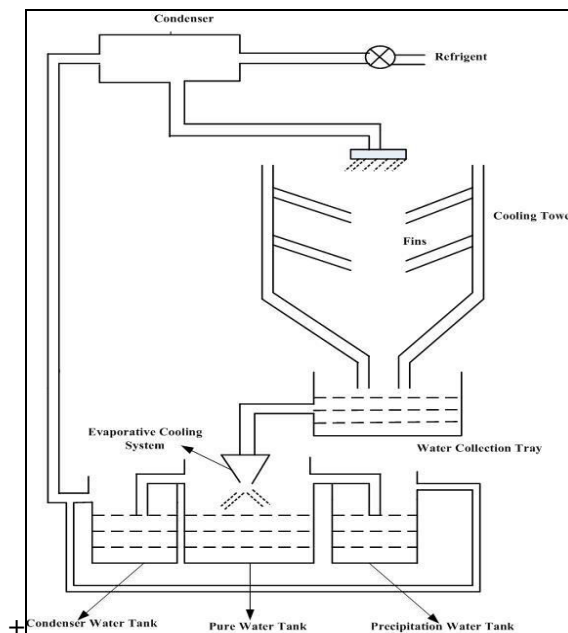 Condenser
Refrigent
Cooling Towe
Fins
Evaporative Cooling
System
Water Collection Tray
Condenser Water Tank
Pure Water Tank
Precipitation Water Tank